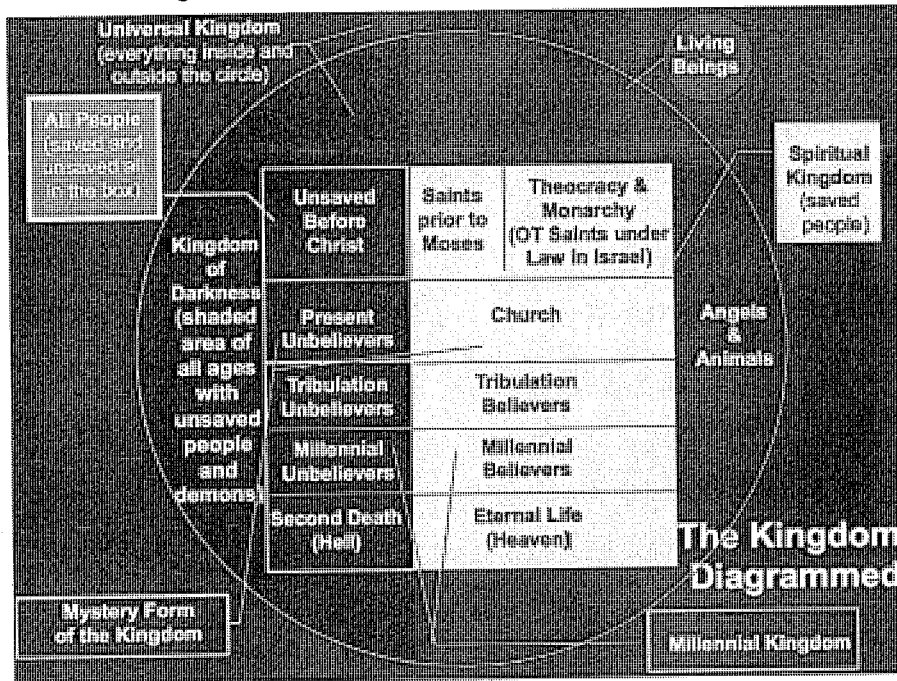 Universal Kingdom
(everything inside and
outside the circle)
Living
Beings
All People
(saved and
unsaved all
in the box)
Spiritual
Kingdom
(saved
people)
Unsaved
Before
Christ
Saints
prior to
Moses
Theocracy &
Monarchy
(OT Saints under
Law in Israel)
Kingdom
of
Darkness
(shaded
area of
all ages
with
unsaved
people
and
demons)
Present
Unbelievers
Church
Angels
&
Animals
Tribulation
Unbelievers
Tribulation
Believers
Millennial
Unbelievers
Millennial
Believers
Second Death
(Hell)
Eternal Life
(Heaven)
The Kingdom
Diagrammed
Mystery Form
of the Kingdom
Millennial Kingdom